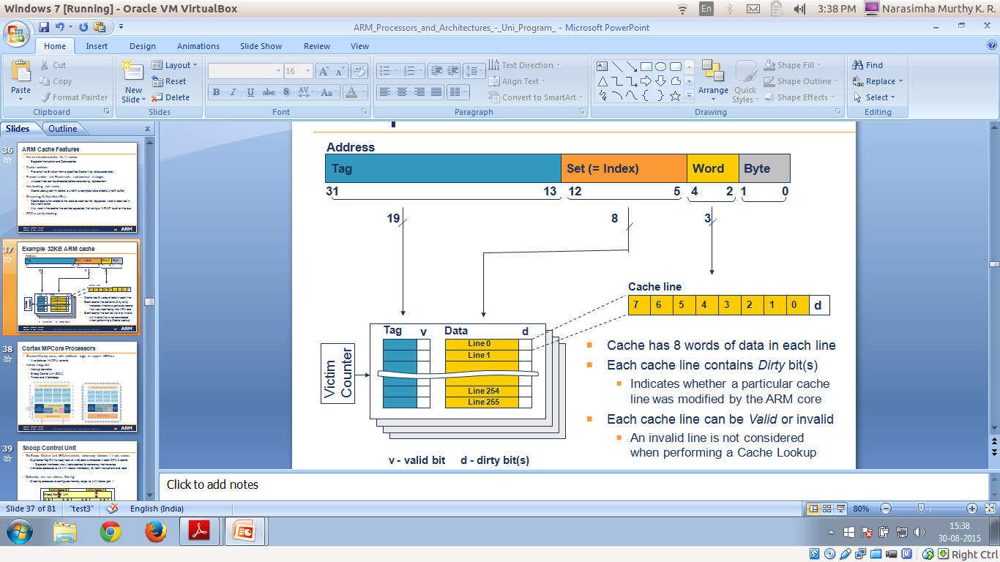 Windows 7 [Running] - Oracle VM VirtualBox
En
3:38 PM
Narasimha Murthy K. R.
ARM_Processors_and_Architectures_-_Uni_Program_ - Microsoft PowerPoint
Home Insert Design Animations Slide Show Review View
Paste
Cut
Copy
Format Painter
Clipboard
New Slide
Layout
Reset
Delete
Slides
16
B I U abc S AV Aa A
Font
Text Direction
Align Text
Convert to SmartArt
Paragraph
Arrange
Quick Styles
Shape Fill
Shape Outline
Shape Effects
Drawing
Find
Replace
Select
Editing
Slides Outline x
36
ARM Cache Features
ARM
37
Example 32KB ARM cache
ARM
38
Cortex MPCore Processors
ARM
39
Snoop Control Unit
Address
Tag Set (= Index) Word Byte
31 13 12 5 4 2 1 0
19 8 3
Cache line
7 6 5 4 3 2 1 0 d
Tag v Data d
Line 0
Line 1
Line 254
Line 255
Victim Counter
v - valid bit d - dirty bit(s)
Cache has 8 words of data in each line
Each cache line contains Dirty bit(s)
Indicates whether a particular cache
line was modified by the ARM core
Each cache line can be Valid or invalid
An invalid line is not considered
when performing a Cache Lookup
Click to add notes
Slide 37 of 81 "test3" English (India) 80%
15:38
30-08-2015
Right Ctrl